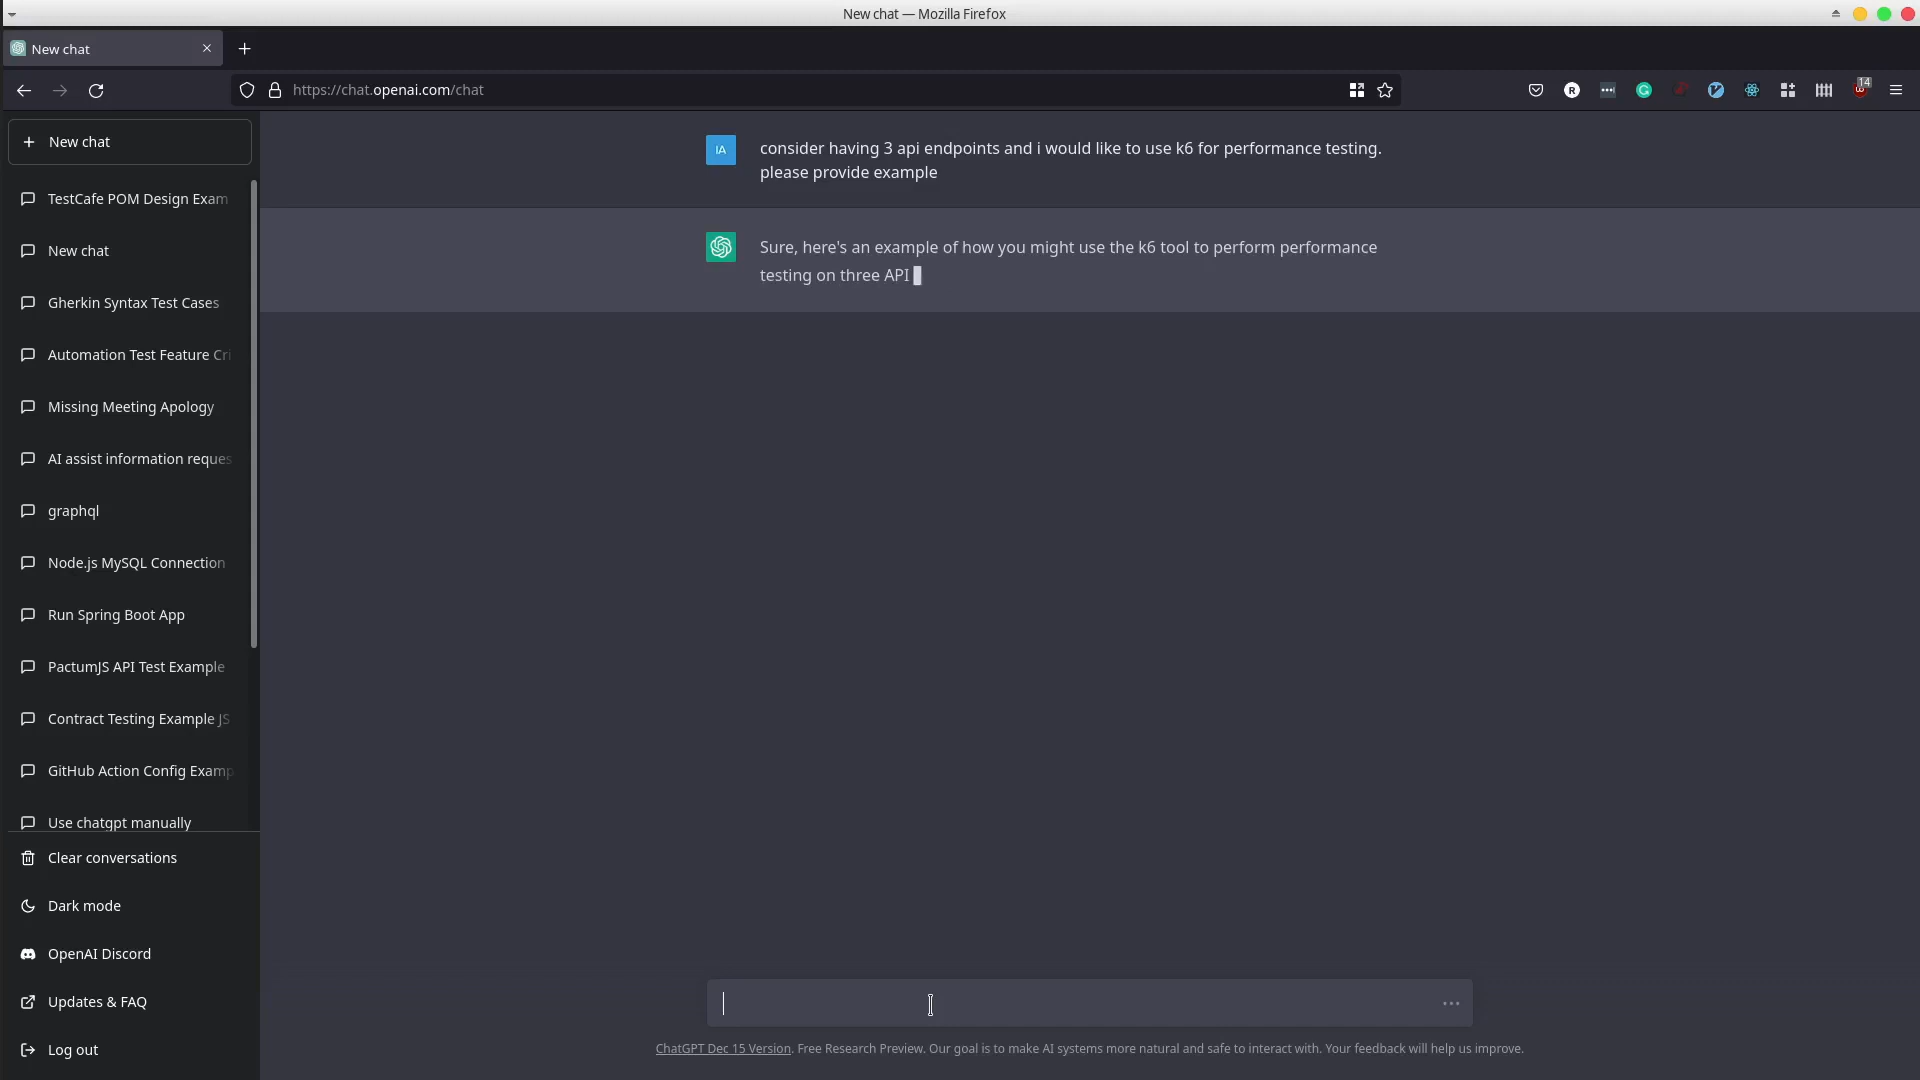 New chat — Mozilla Firefox
New chat
https://chat.openai.com/chat
14
New chat
TestCafe POM Design Exam
New chat
Gherkin Syntax Test Cases
Automation Test Feature Cri
Missing Meeting Apology
AI assist information reques
graphql
Node.js MySQL Connection
Run Spring Boot App
PactumJS API Test Example
Contract Testing Example JS
GitHub Action Config Examp
Use chatgpt manually
Clear conversations
Dark mode
OpenAI Discord
Updates & FAQ
Log out
IA
consider having 3 api endpoints and i would like to use k6 for performance testing.
please provide example
Sure, here's an example of how you might use the k6 tool to perform performance
testing on three API
ChatGPT Dec 15 Version. Free Research Preview. Our goal is to make AI systems more natural and safe to interact with. Your feedback will help us improve.